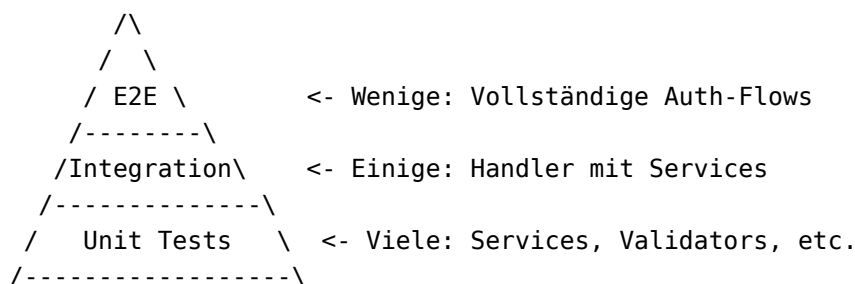 /\
/ \
/ E2E \ <- Wenige: Vollständige Auth-Flows
/--------\
/Integration\ <- Einige: Handler mit Services
/--------------\
/ Unit Tests \ <- Viele: Services, Validators, etc.
/------------------\